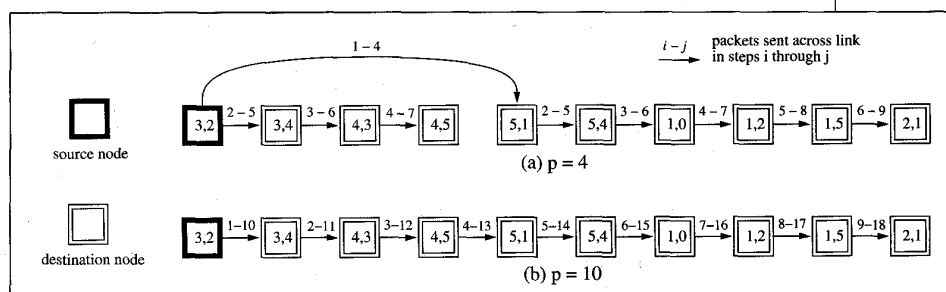 1 – 4
i – j packets sent across link
in steps i through j
3,2 2 – 5 3,4 3 – 6 4,3 4 – 7 4,5 5,1 2 – 5 5,4 3 – 6 1,0 4 – 7 1,2 5 – 8 1,5 6 – 9 2,1
source node
(a) p = 4
3,2 1–10 3,4 2–11 4,3 3–12 4,5 4–13 5,1 5–14 5,4 6–15 1,0 7–16 1,2 8–17 1,5 9–18 2,1
destination node
(b) p = 10